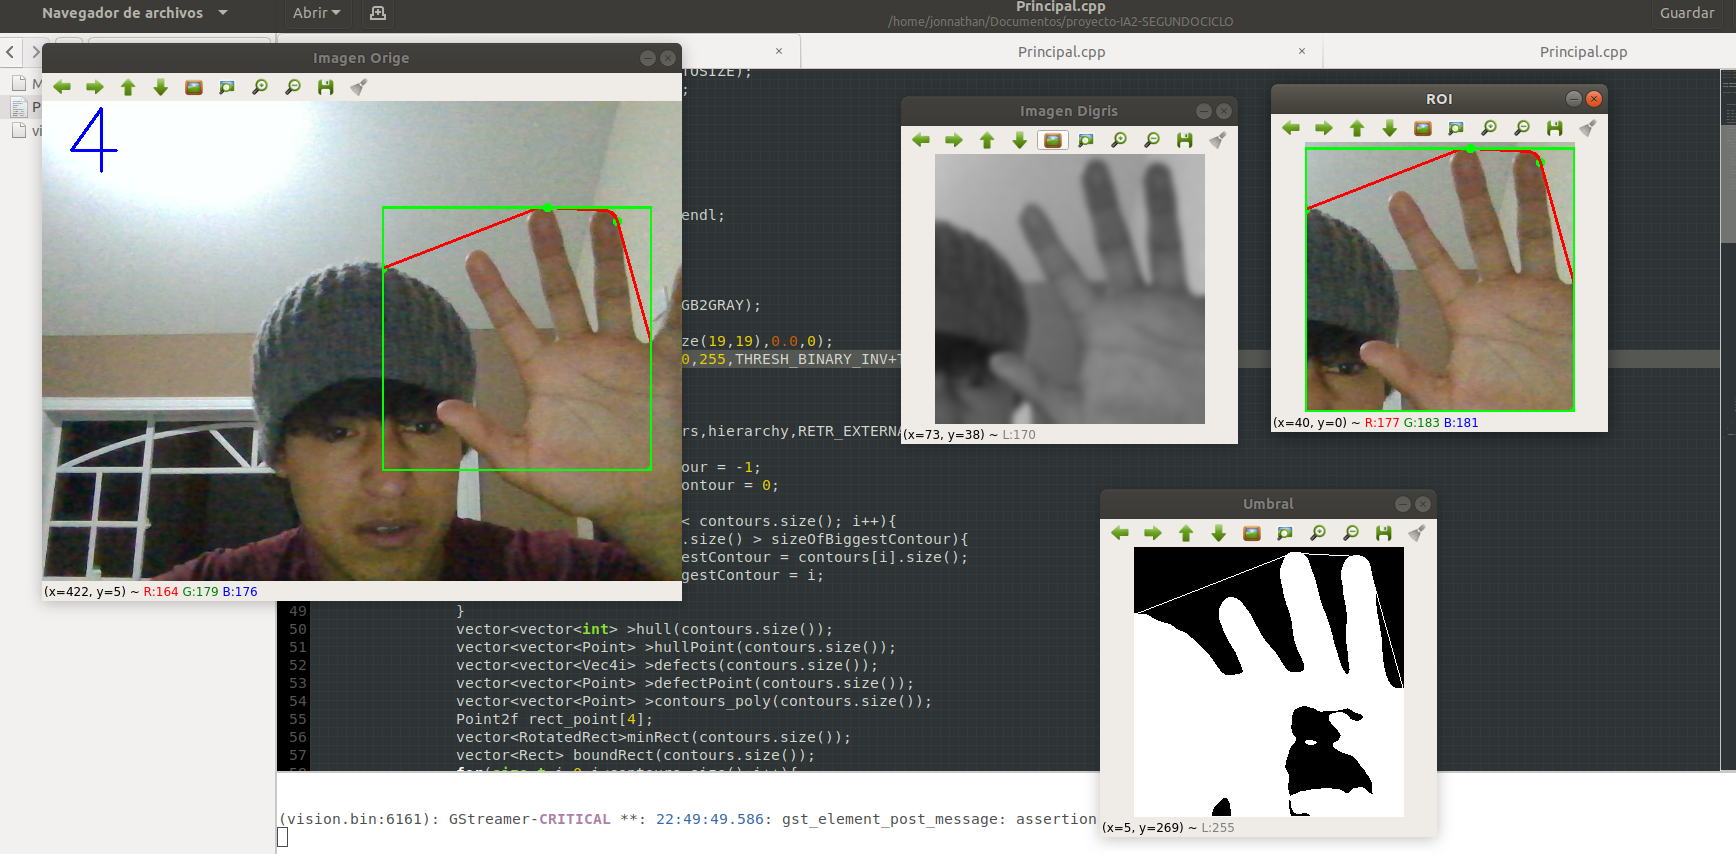 Navegador de archivos
Abrir
Principal.cpp
/home/jonnathan/Documentos/proyecto-IA2-SEGUNDOCICLO
Guardar
Principal.cpp
Principal.cpp
Imagen Orige
4
(x=422, y=5) ~ R:164 G:179 B:176
TOSIZE);
;
endl;
GB2GRAY);
ze(19,19),0.0,0);
0,255,THRESH_BINARY_INV+T
rs,hierarchy,RETR_EXTERNA
our = -1;
ontour = 0;
< contours.size(); i++){
.size() > sizeOfBiggestContour){
estContour = contours[i].size();
ggestContour = i;
49 }
50 vector<vector<int> >hull(contours.size());
51 vector<vector<Point> >hullPoint(contours.size());
52 vector<vector<Vec4i> >defects(contours.size());
53 vector<vector<Point> >defectPoint(contours.size());
54 vector<vector<Point> >contours_poly(contours.size());
55 Point2f rect_point[4];
56 vector<RotatedRect>minRect(contours.size());
57 vector<Rect> boundRect(contours.size());
Imagen Digris
(x=73, y=38) ~ L:170
ROI
(x=40, y=0) ~ R:177 G:183 B:181
Umbral
(x=5, y=269) ~ L:255
(vision.bin:6161): GStreamer-CRITICAL **: 22:49:49.586: gst_element_post_message: assertion